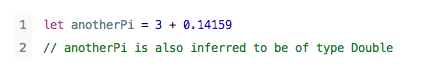 1 let anotherPi = 3 + 0.14159
2 // anotherPi is also inferred to be of type Double